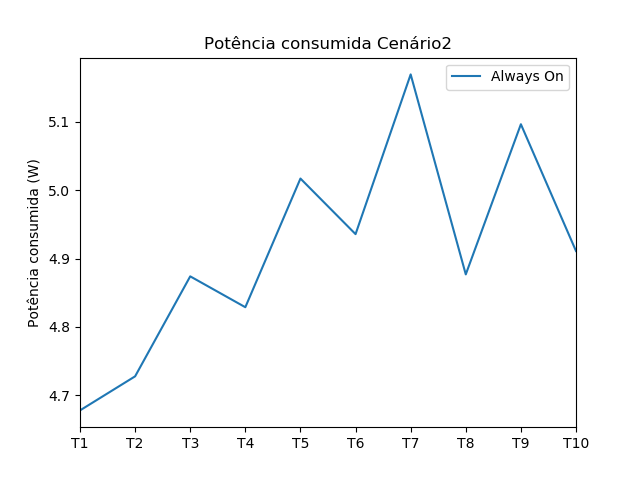 Potência consumida Cenário2
Always On
Potência consumida (W)
5.1
5.0
4.9
4.8
4.7
T1 T2 T3 T4 T5 T6 T7 T8 T9 T10